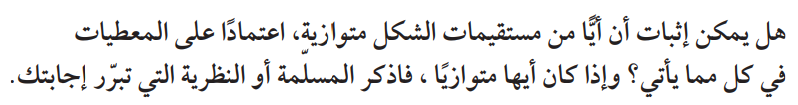 هل يمكن إثبات أن أيًّا من مستقيمات الشكل متوازيةٍ، اعتمادًا على المعطيات
في كل مما يأتي؟ وإذا كان أيها متوازيًا ، فاذكر المسلّمة أو النظرية التي تبرّر إجابتك.